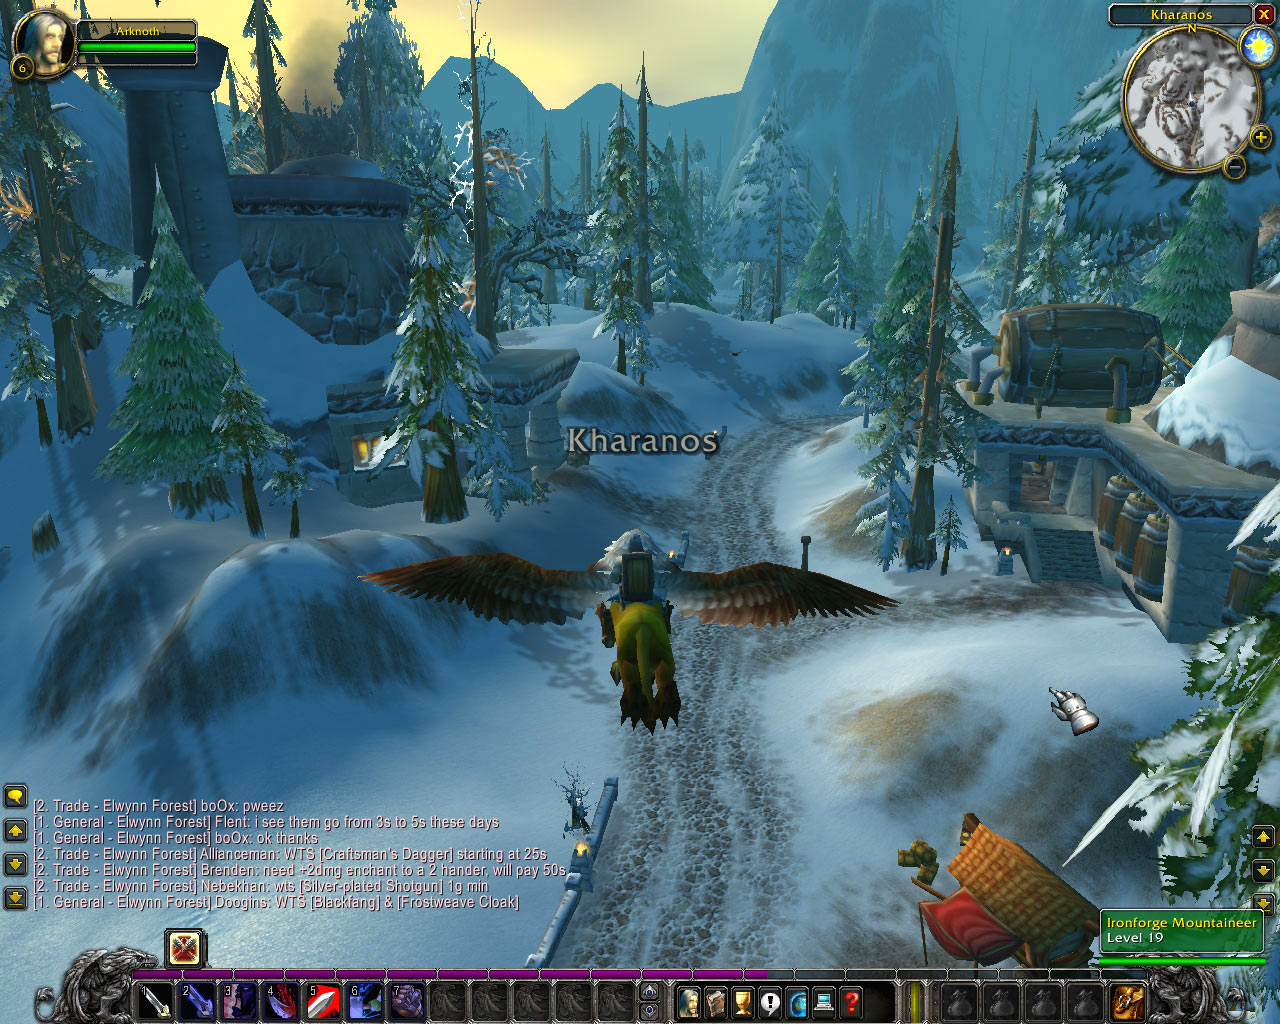 Arknoth
6
Kharanos
N
Kharanos
[2. Trade - Elwynn Forest] boOx: pweez
[1. General - Elwynn Forest] Flent: i see them go from 3s to 5s these days
[1. General - Elwynn Forest] boOx: ok thanks
[2. Trade - Elwynn Forest] Allianceman: WTS [Craftsman's Dagger] starting at 25s
[2. Trade - Elwynn Forest] Brenden: need +2dmg enchant to a 2 hander, will pay 50s
[2. Trade - Elwynn Forest] Nebekhan: wts [Silver-plated Shotgun] 1g min
[1. General - Elwynn Forest] Doogins: WTS [Blackfang] & [Frostweave Cloak]
Ironforge Mountaineer
Level 19
1 2 3 4 5 6 7